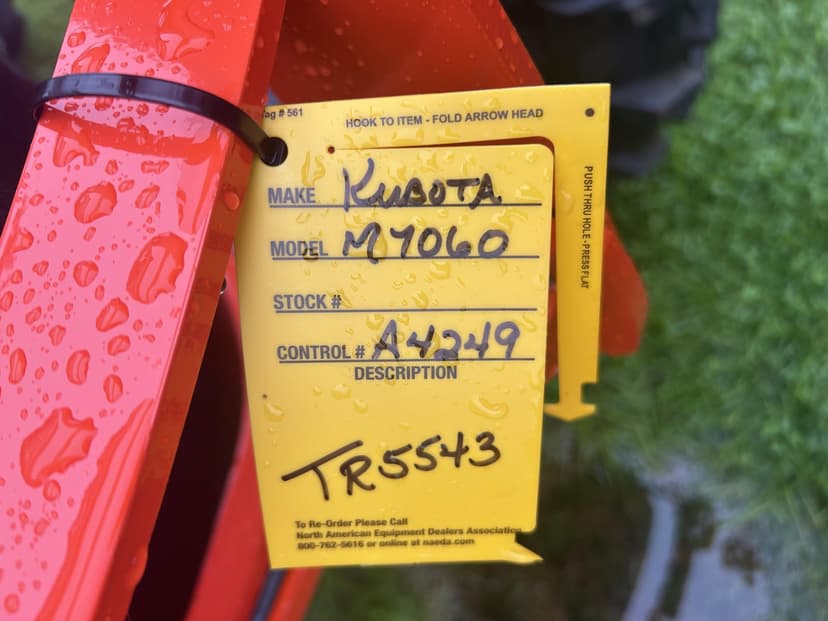 ag # 561
HOOK TO ITEM - FOLD ARROW HEAD
PUSH THRU HOLE - PRESS FLAT
MAKE KUBOTA
MODEL M7060
STOCK #
CONTROL # A4249
DESCRIPTION
TR5543
To Re-Order Please Call
North American Equipment Dealers Association
800-762-5616 or online at naeda.com